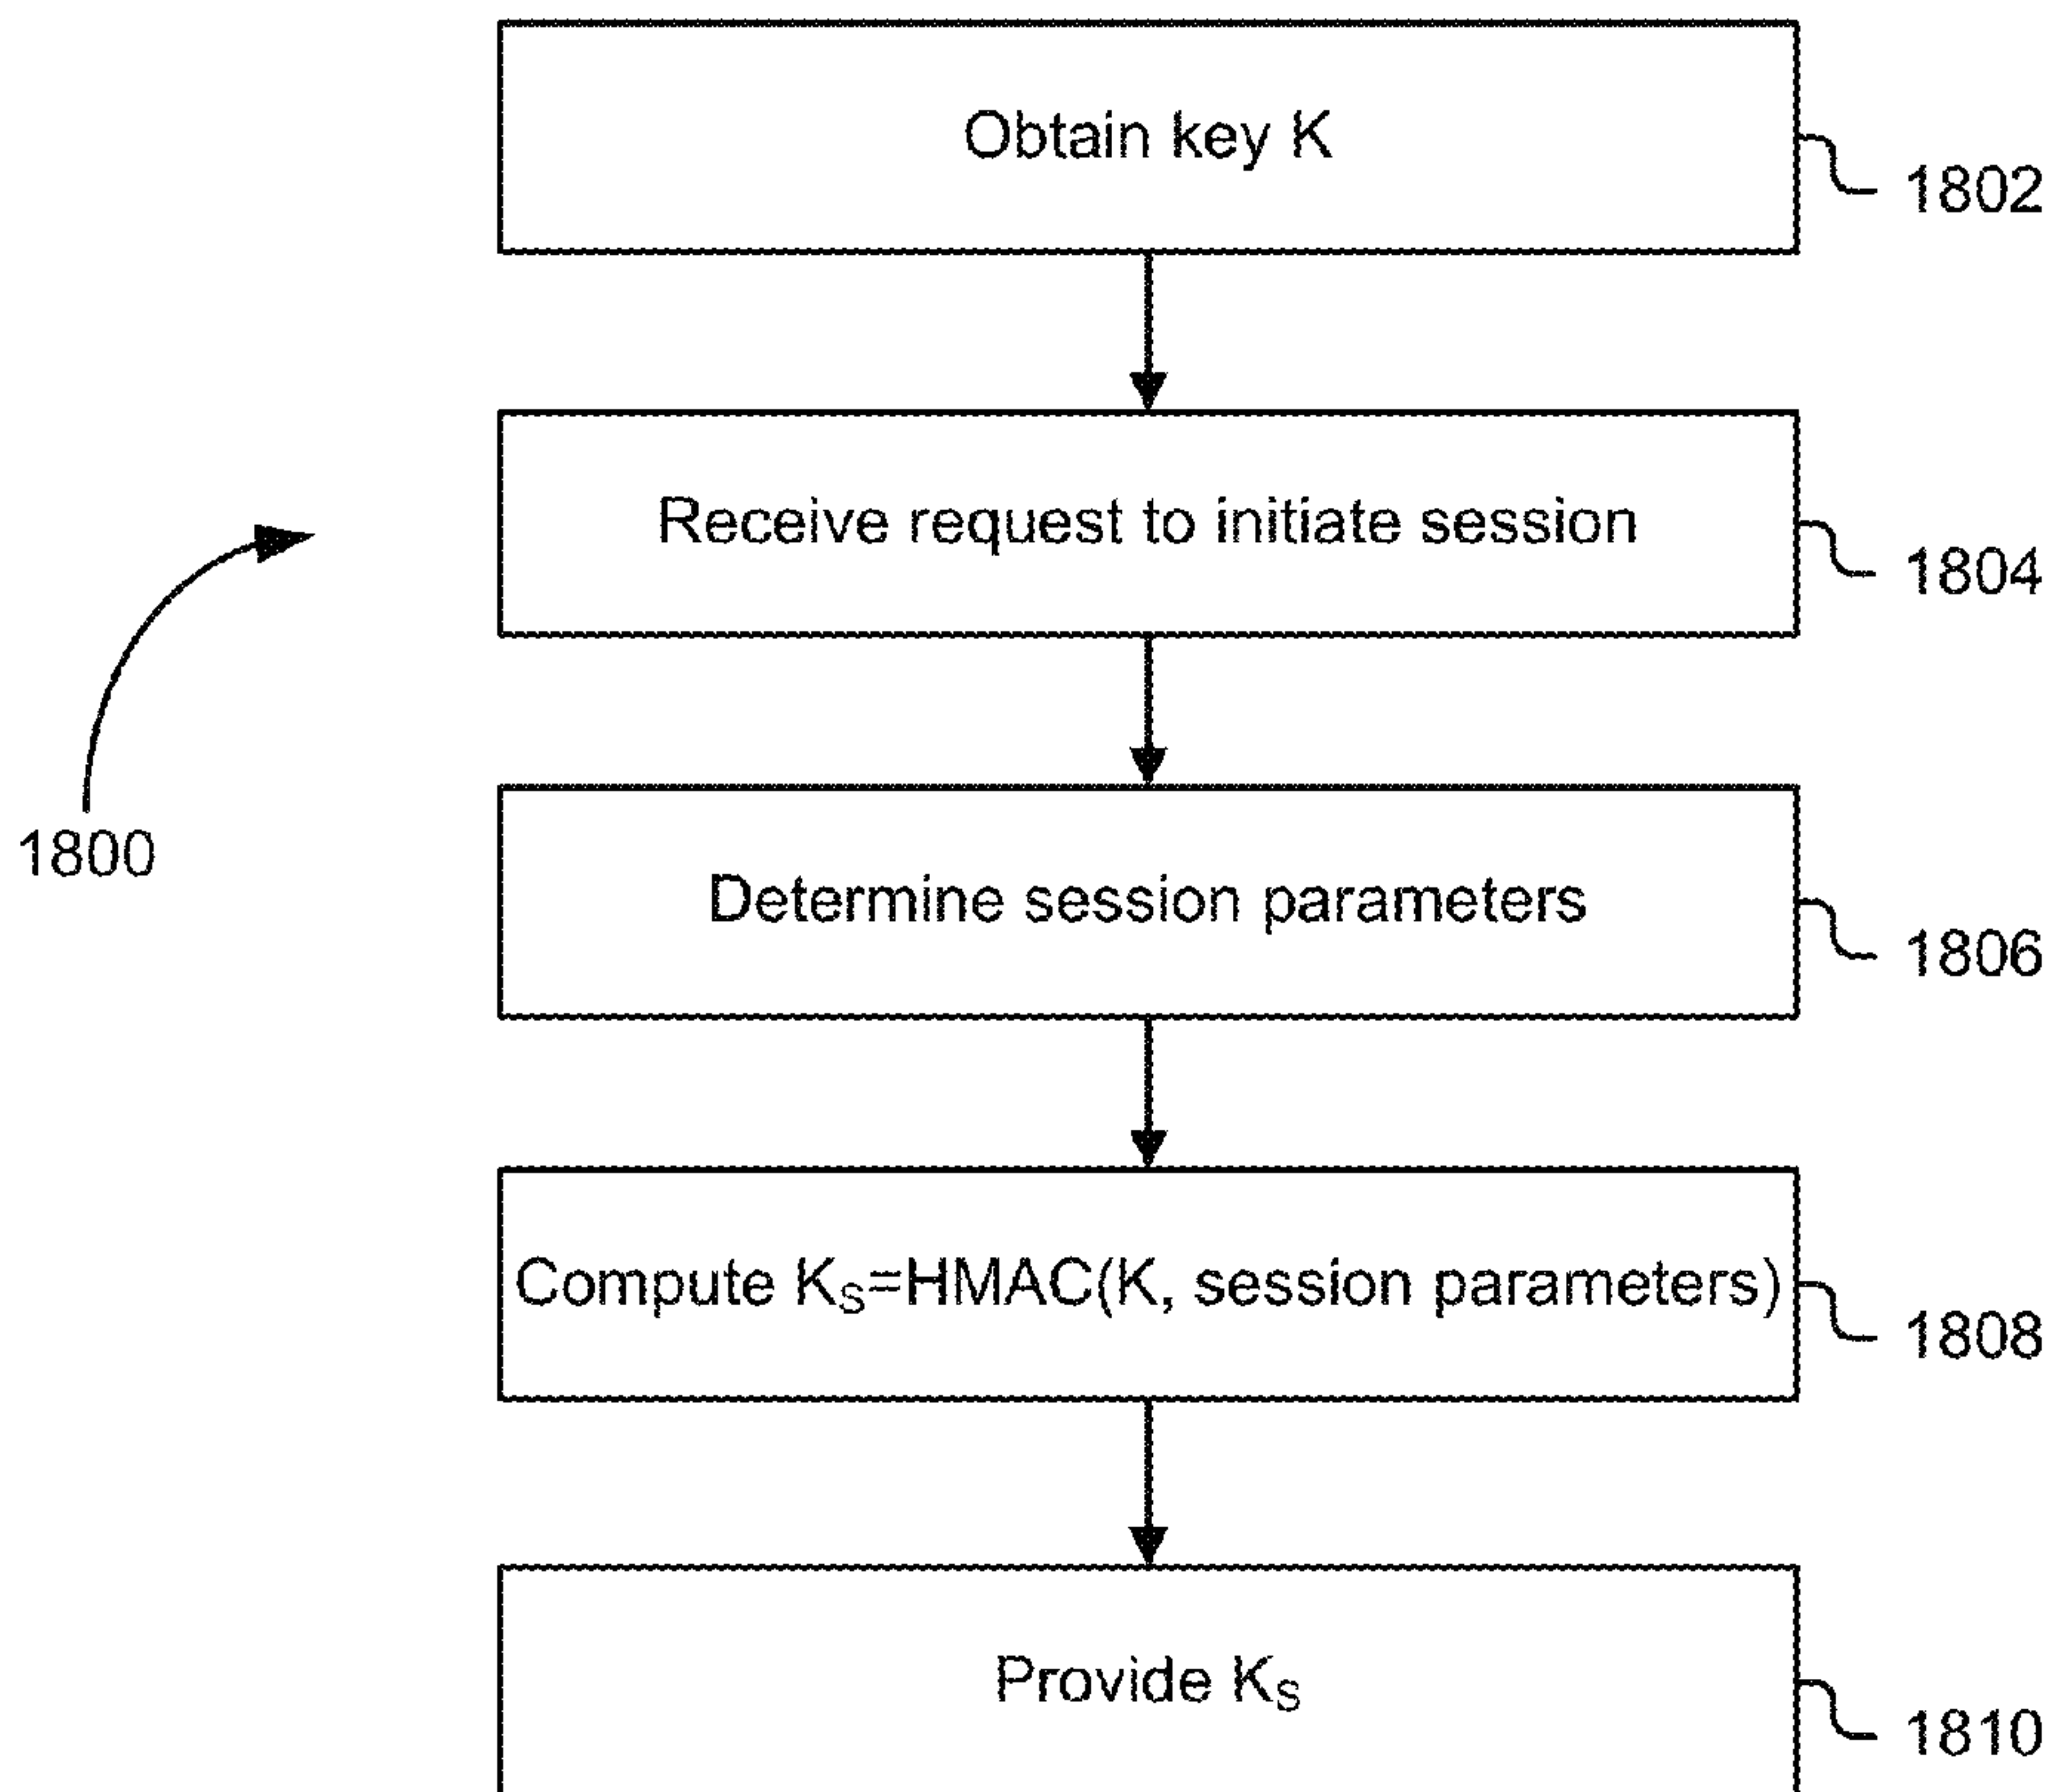 Obtain key K
1802
Receive request to initiate session
1804
1800
Determine session parameters
1806
Compute KS=HMAC(K, session parameters)
1808
Provide KS
1810